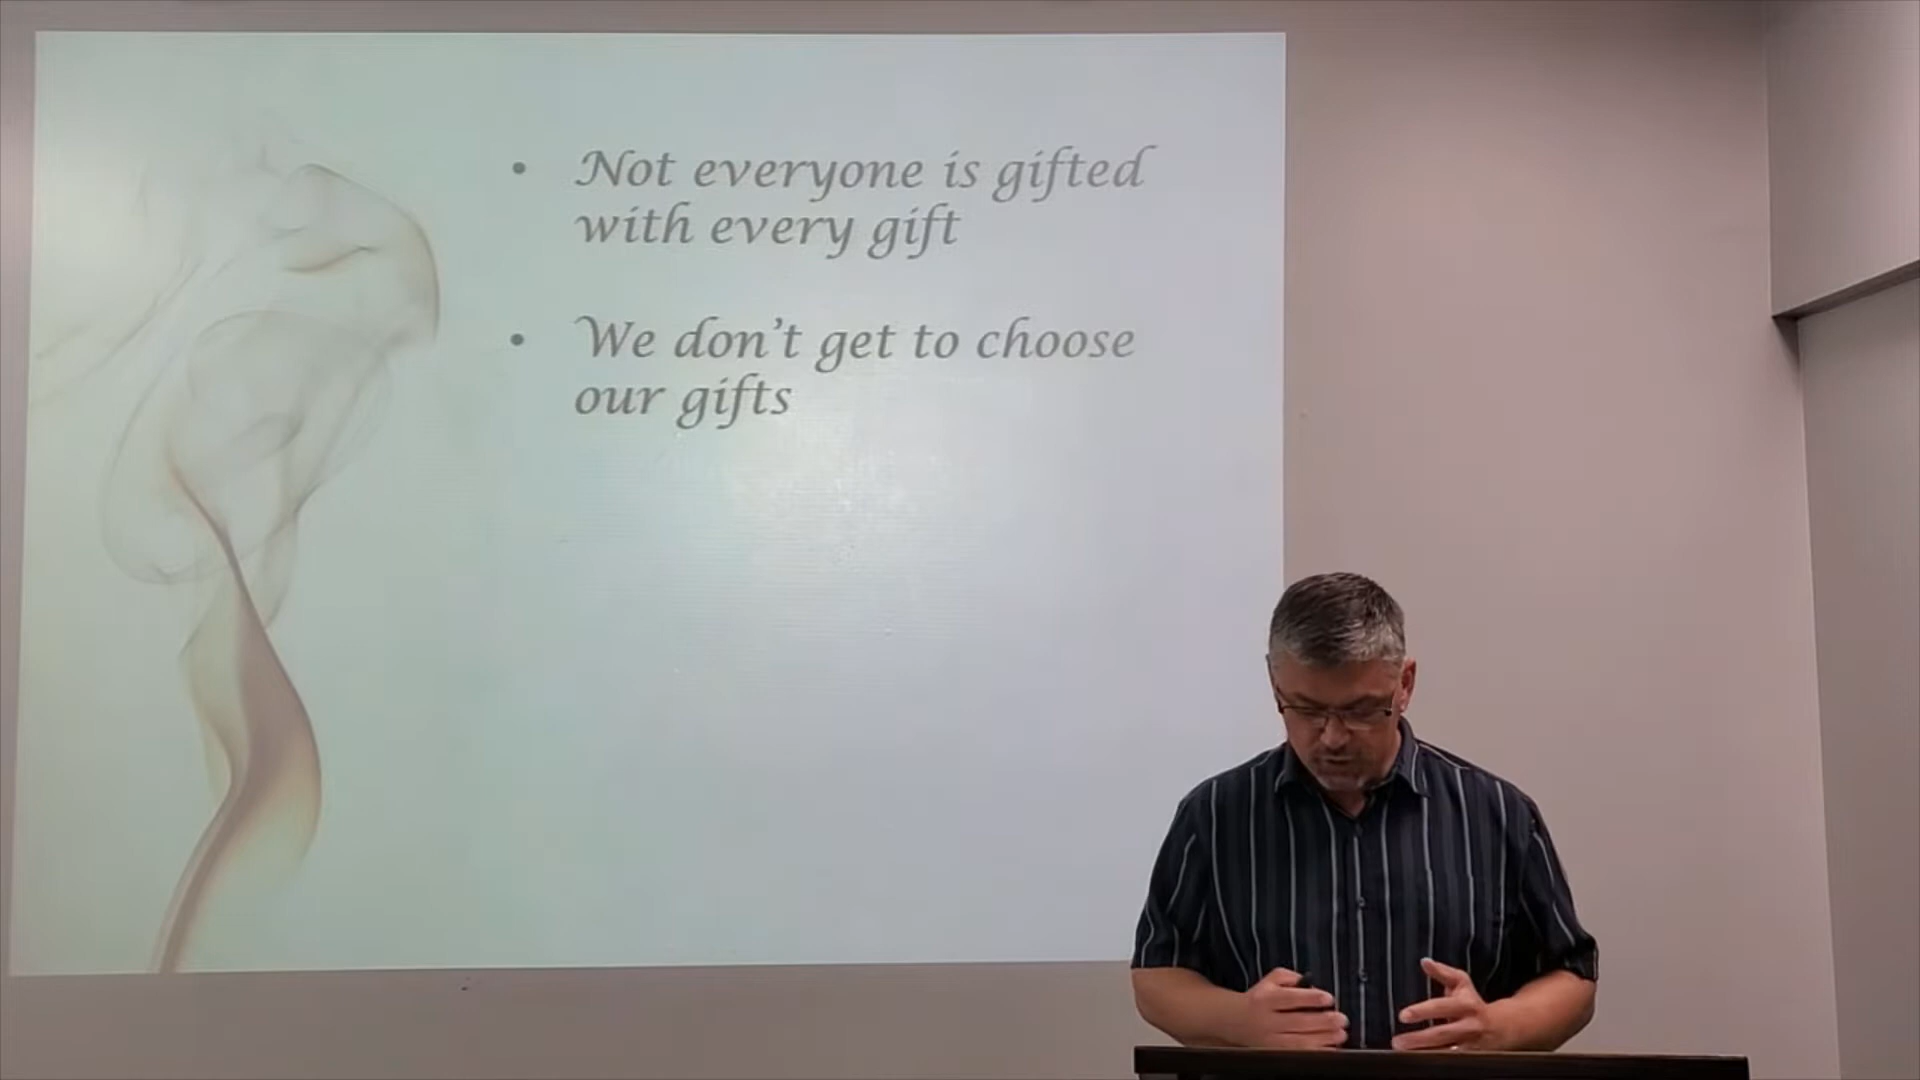 • Not everyone is gifted
with every gift
• We don't get to choose
our gifts